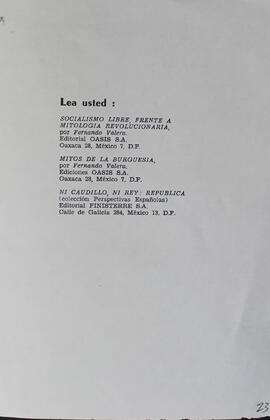 Lea usted :
SOCIALISMO LIBRE, FRENTE A
MITOLOGIA REVOLUCIONARIA,
por Fernando Valera.
Editorial OASIS S.A.
Oaxaca 28, México 7, D.F.
MITOS DE LA BURGUESIA,
por Fernando Valera.
Ediciones OASIS S.A.
Oaxaca 28, México 7, D.F.
NI CAUDILLO, NI REY: REPUBLICA
(colección Perspectivas Españolas)
Editorial FINISTERRE S.A.
Calle de Galicia 284, México 13, D.F.
23